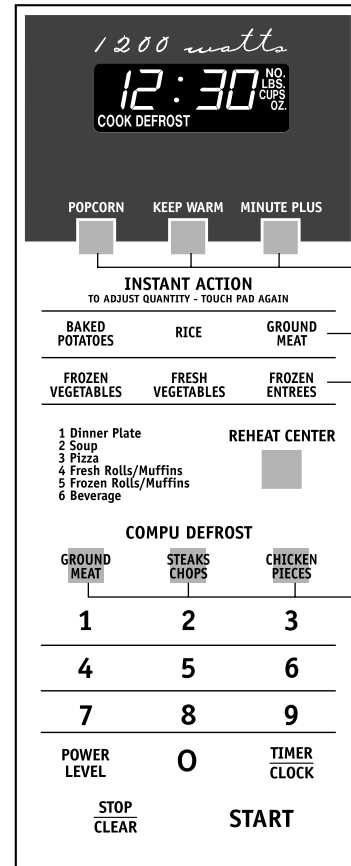 1200 watts
12:30 NO.
LBS.
CUPS
OZ.
COOK DEFROST
POPCORN KEEP WARM MINUTE PLUS
INSTANT ACTION
TO ADJUST QUANTITY - TOUCH PAD AGAIN
BAKED POTATOES RICE GROUND MEAT
FROZEN VEGETABLES FRESH VEGETABLES FROZEN ENTREES
1 Dinner Plate
2 Soup
3 Pizza
4 Fresh Rolls/Muffins
5 Frozen Rolls/Muffins
6 Beverage
REHEAT CENTER
COMPU DEFROST
GROUND MEAT STEAKS CHOPS CHICKEN PIECES
1 2 3
4 5 6
7 8 9
POWER LEVEL 0 TIMER CLOCK
STOP CLEAR START